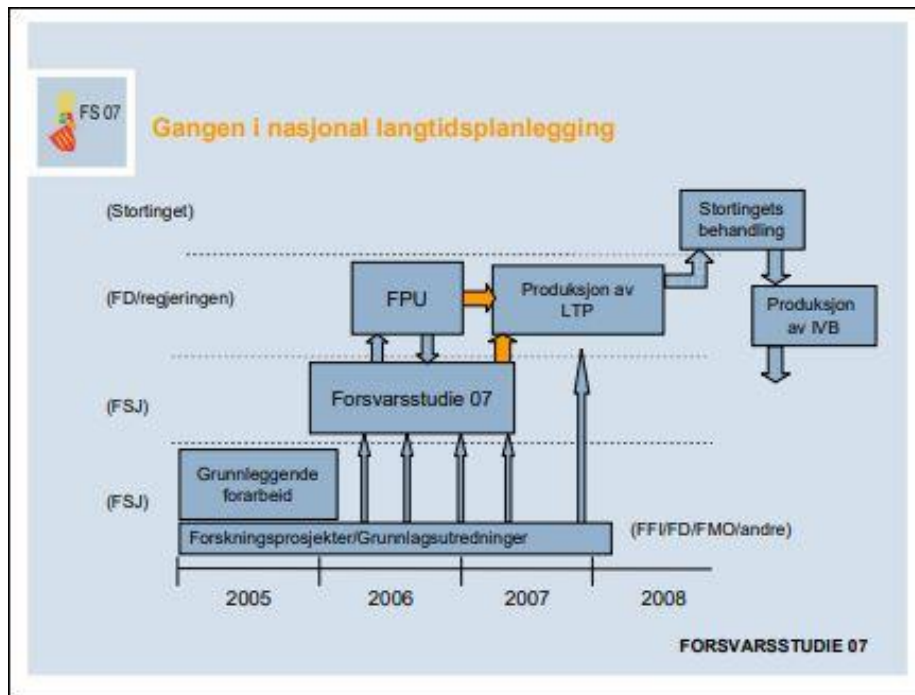 FS 07
Gangen i nasjonal langtidsplanlegging
(Stortinget)
Stortingets
behandling
(FD/regjeringen)
FPU
Produksjon av
LTP
Produksjon
av IVB
(FSJ)
Forsvarsstudie 07
Grunnleggende
forarbeid
(FSJ)
Forskningsprosjekter/Grunnlagsutredninger
(FFI/FD/FMO/andre)
2005
2006
2007
2008
FORSVARSSTUDIE 07